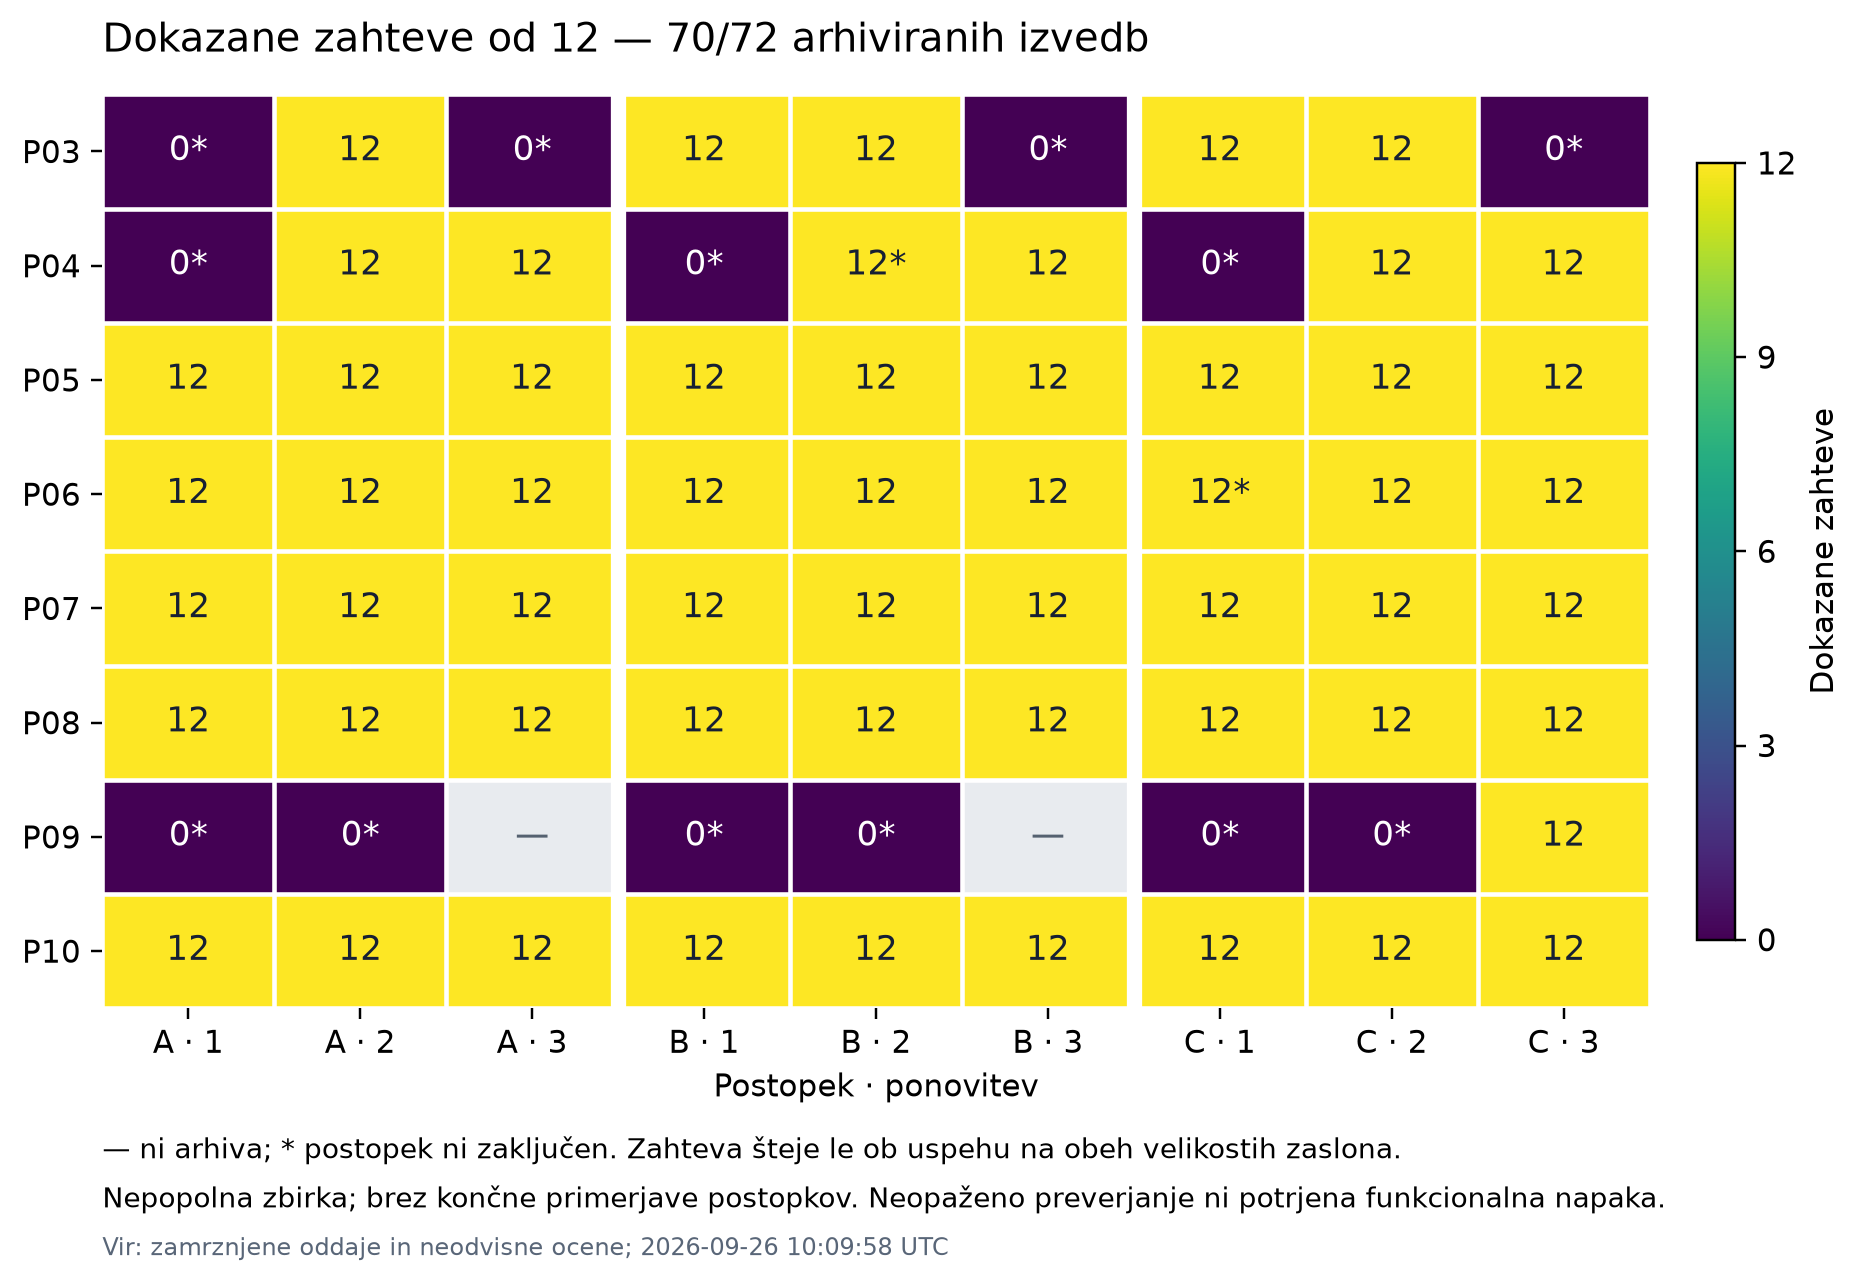 Dokazane zahteve od 12 — 70/72 arhiviranih izvedb
P03 0* 12 0* 12 12 0* 12 12 0*
P04 0* 12 12 0* 12* 12 0* 12 12
P05 12 12 12 12 12 12 12 12 12
P06 12 12 12 12 12 12 12* 12 12
P07 12 12 12 12 12 12 12 12 12
P08 12 12 12 12 12 12 12 12 12
P09 0* 0* — 0* 0* — 0* 0* 12
P10 12 12 12 12 12 12 12 12 12
A · 1 A · 2 A · 3 B · 1 B · 2 B · 3 C · 1 C · 2 C · 3
Postopek · ponovitev
12
9
6
3
0
Dokazane zahteve
— ni arhiva; * postopek ni zaključen. Zahteva šteje le ob uspehu na obeh velikostih zaslona.
Nepopolna zbirka; brez končne primerjave postopkov. Neopaženo preverjanje ni potrjena funkcionalna napaka.
Vir: zamrznjene oddaje in neodvisne ocene; 2026-09-26 10:09:58 UTC